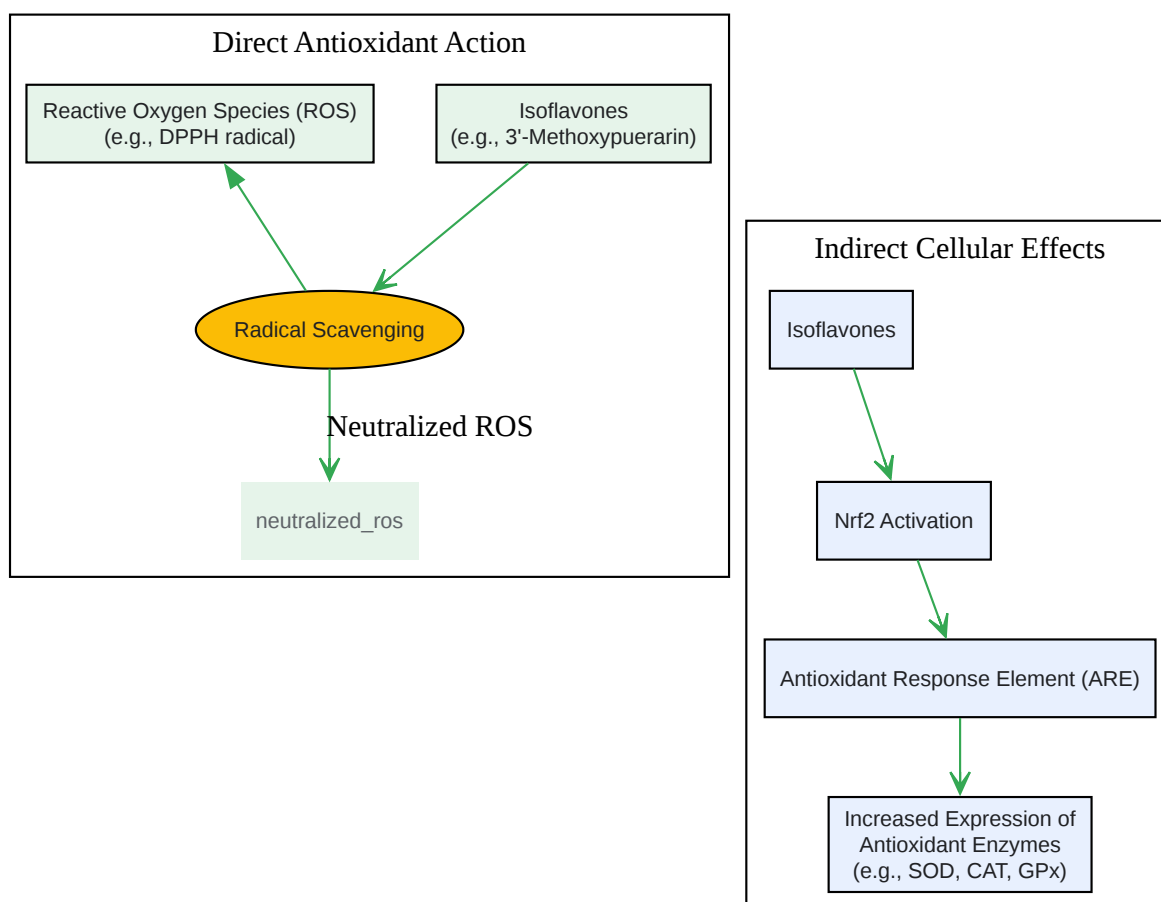 Direct Antioxidant Action
Reactive Oxygen Species (ROS)
(e.g., DPPH radical)
Isoflavones
(e.g., 3'-Methoxypuerarin)
Radical Scavenging
Neutralized ROS
neutralized_ros
Indirect Cellular Effects
Isoflavones
Nrf2 Activation
Antioxidant Response Element (ARE)
Increased Expression of
Antioxidant Enzymes
(e.g., SOD, CAT, GPx)